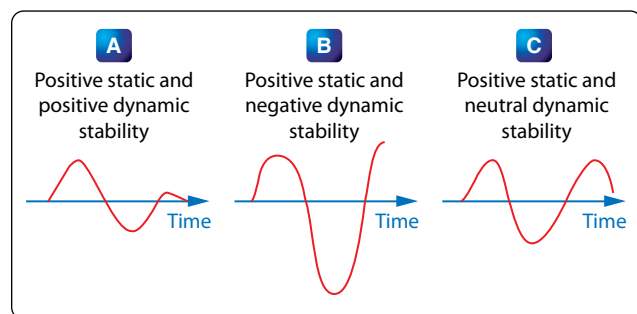 A
Positive static and
positive dynamic
stability
Time
B
Positive static and
negative dynamic
stability
Time
C
Positive static and
neutral dynamic
stability
Time